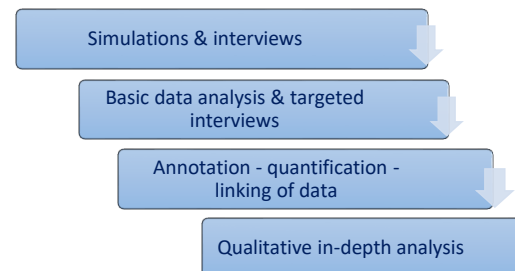 Simulations & interviews
Basic data analysis & targeted
interviews
Annotation - quantification -
linking of data
Qualitative in-depth analysis